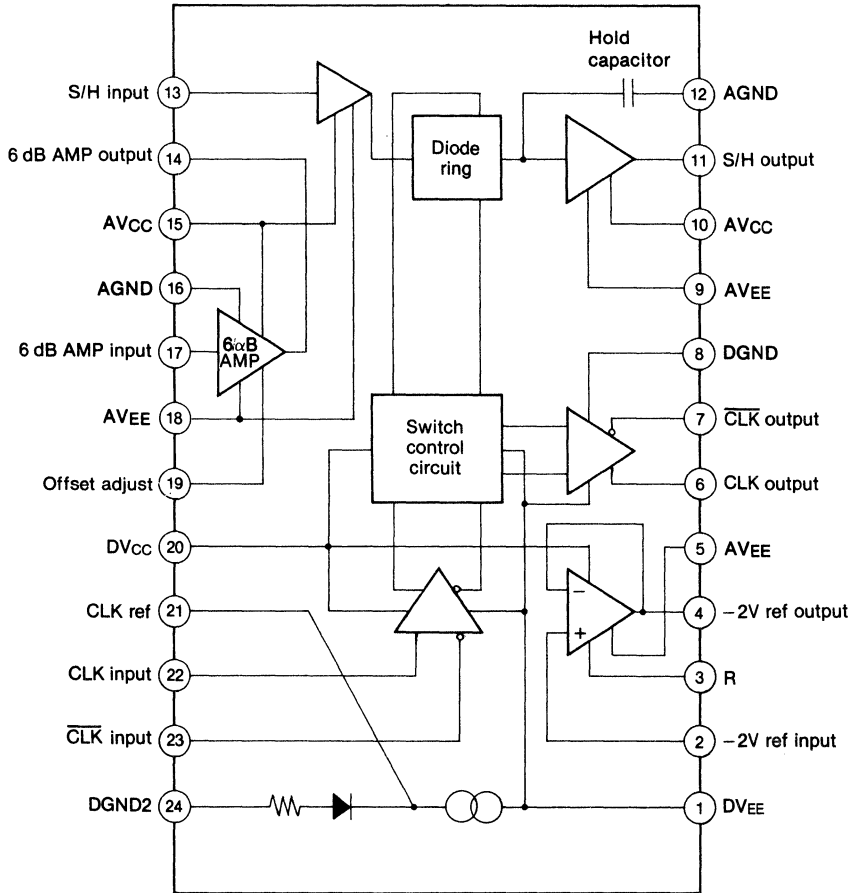 Hold
capacitor
S/H input 13
12 AGND
6 dB AMP output 14
Diode
ring
11 S/H output
AVCC 15
10 AVCC
AGND 16
9 AVEE
6 dB AMP input 17
6αB
AMP
8 DGND
AVEE 18
Switch
control
circuit
7 C̅L̅K̅ output
Offset adjust 19
6 CLK output
DVCC 20
5 AVEE
CLK ref 21
−
+
4 −2V ref output
CLK input 22
3 R
C̅L̅K̅ input 23
2 −2V ref input
DGND2 24
1 DVEE